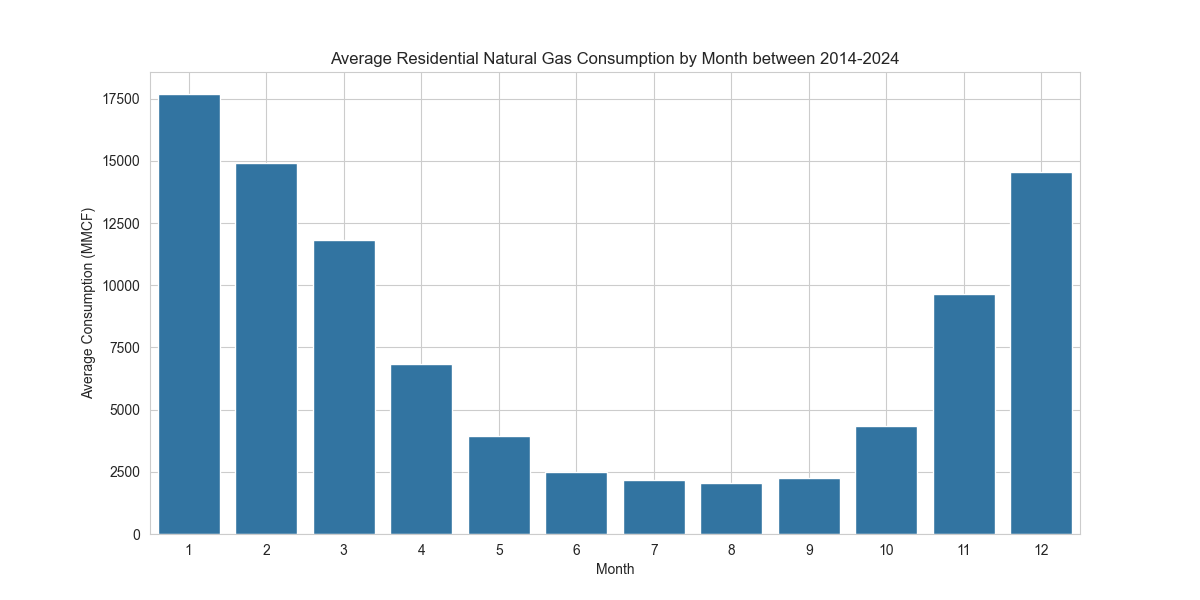 Average Residential Natural Gas Consumption by Month between 2014-2024
Average Consumption (MMCF)
17500
15000
12500
10000
7500
5000
2500
0
1 2 3 4 5 6 7 8 9 10 11 12
Month